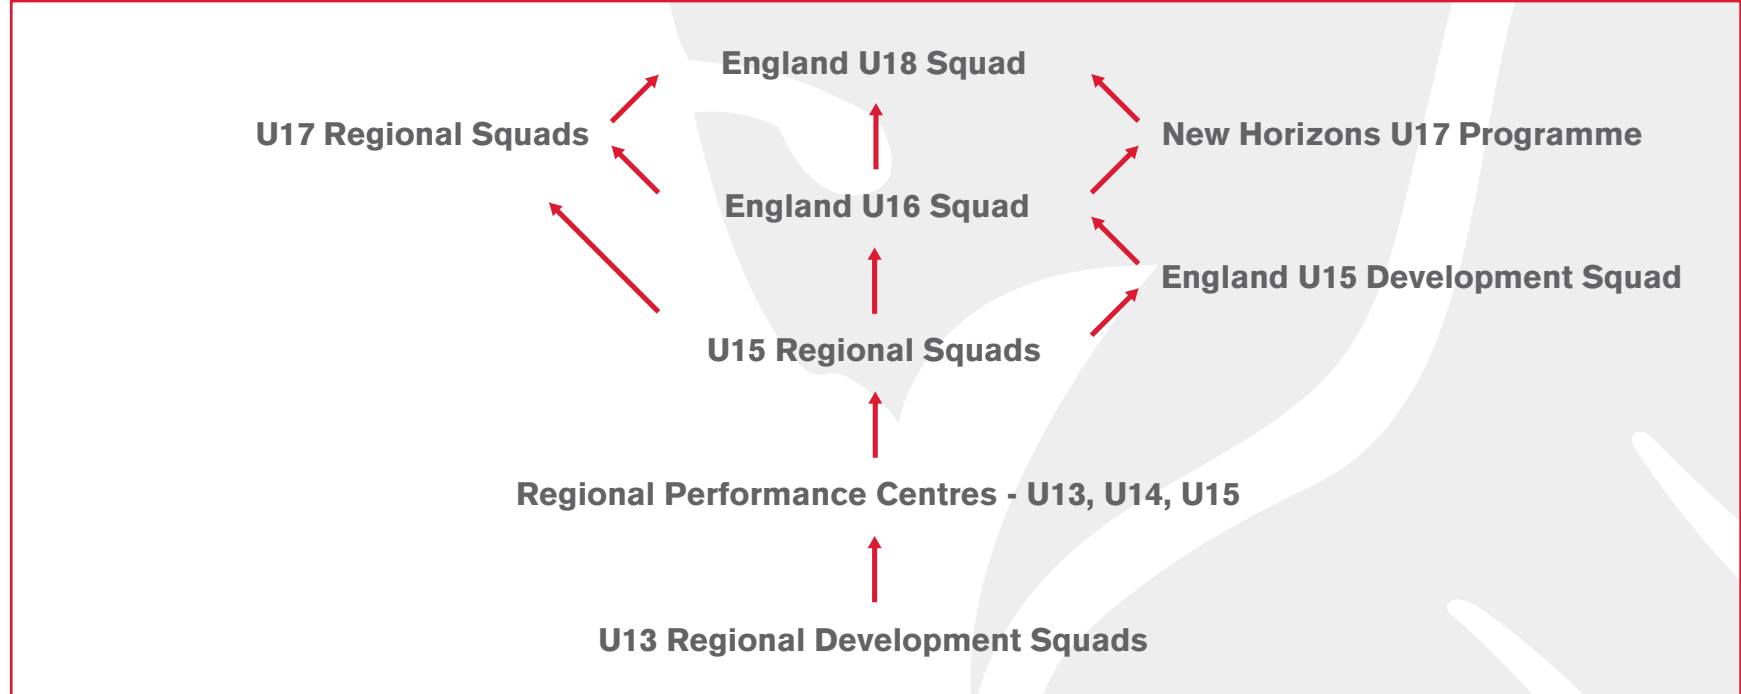 England U18 Squad
U17 Regional Squads
New Horizons U17 Programme
England U16 Squad
England U15 Development Squad
U15 Regional Squads
Regional Performance Centres - U13, U14, U15
U13 Regional Development Squads